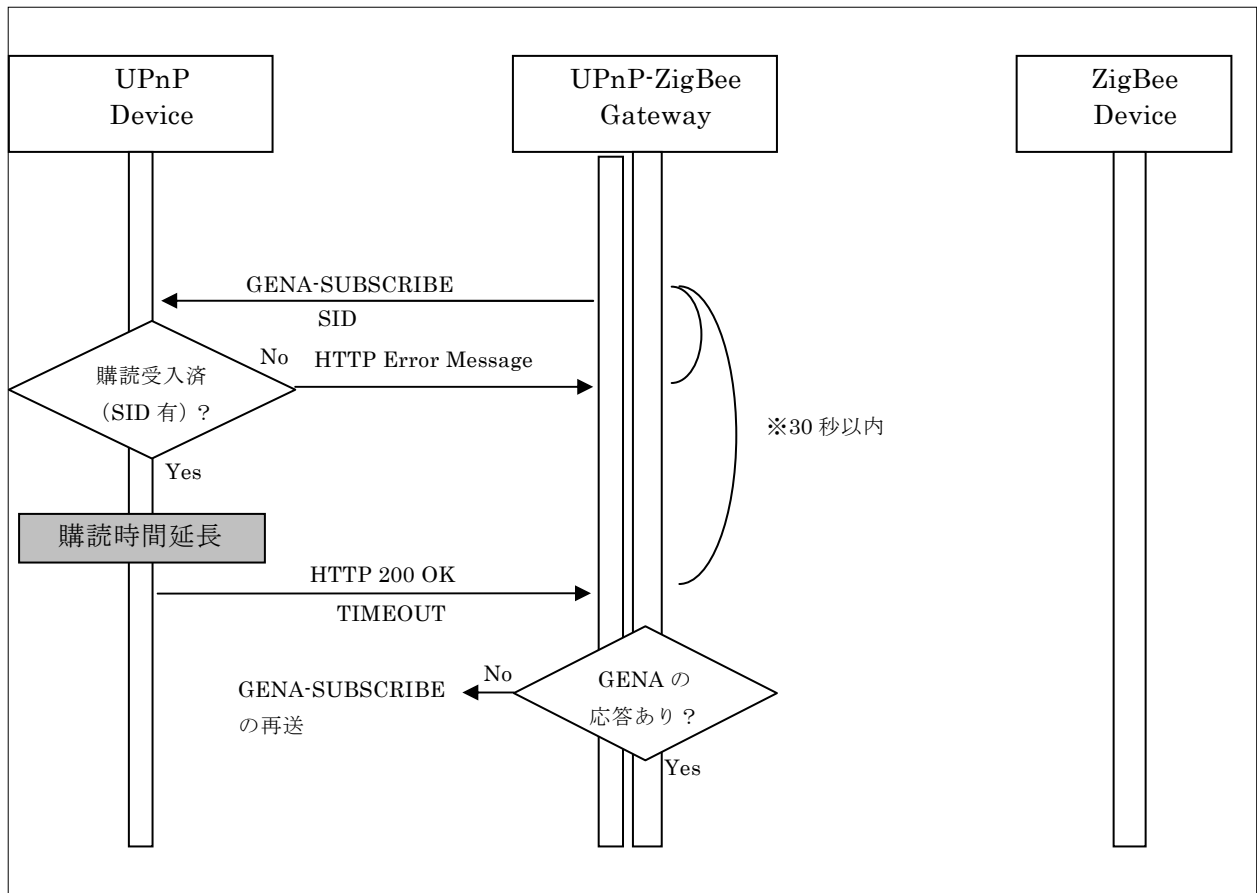 UPnP
Device
UPnP-ZigBee
Gateway
ZigBee
Device
GENA-SUBSCRIBE
SID
No
HTTP Error Message
購読受入済
（SID 有）？
※30 秒以内
Yes
購読時間延長
HTTP 200 OK
TIMEOUT
No
GENA-SUBSCRIBE
の再送
GENA の
応答あり？
Yes